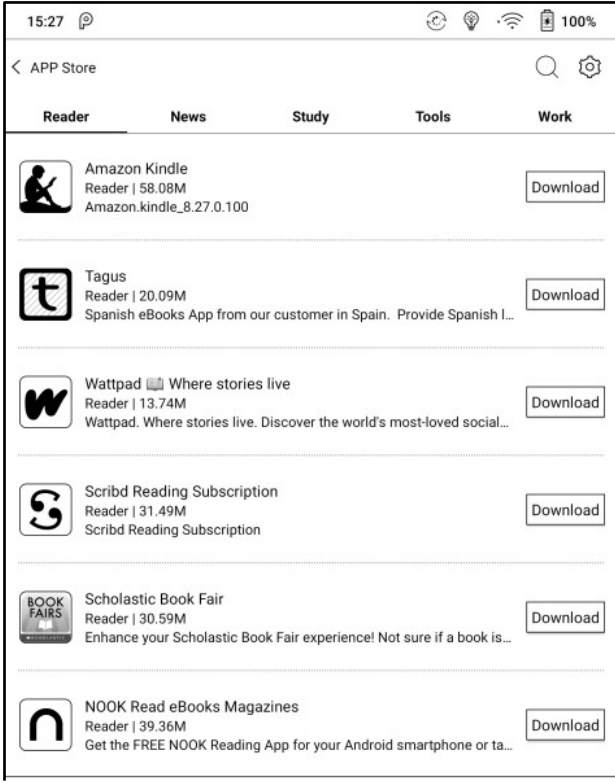 15:27 100%
APP Store
Reader News Study Tools Work
Amazon Kindle
Reader | 58.08M
Amazon.kindle_8.27.0.100
Download
t
Tagus
Reader | 20.09M
Spanish eBooks App from our customer in Spain. Provide Spanish l...
Download
Wattpad 📖 Where stories live
Reader | 13.74M
Wattpad. Where stories live. Discover the world's most-loved social...
Download
Scribd Reading Subscription
Reader | 31.49M
Scribd Reading Subscription
Download
BOOK
FAIRS
SCHOLASTIC
Scholastic Book Fair
Reader | 30.59M
Enhance your Scholastic Book Fair experience! Not sure if a book is...
Download
n
NOOK Read eBooks Magazines
Reader | 39.36M
Get the FREE NOOK Reading App for your Android smartphone or ta...
Download